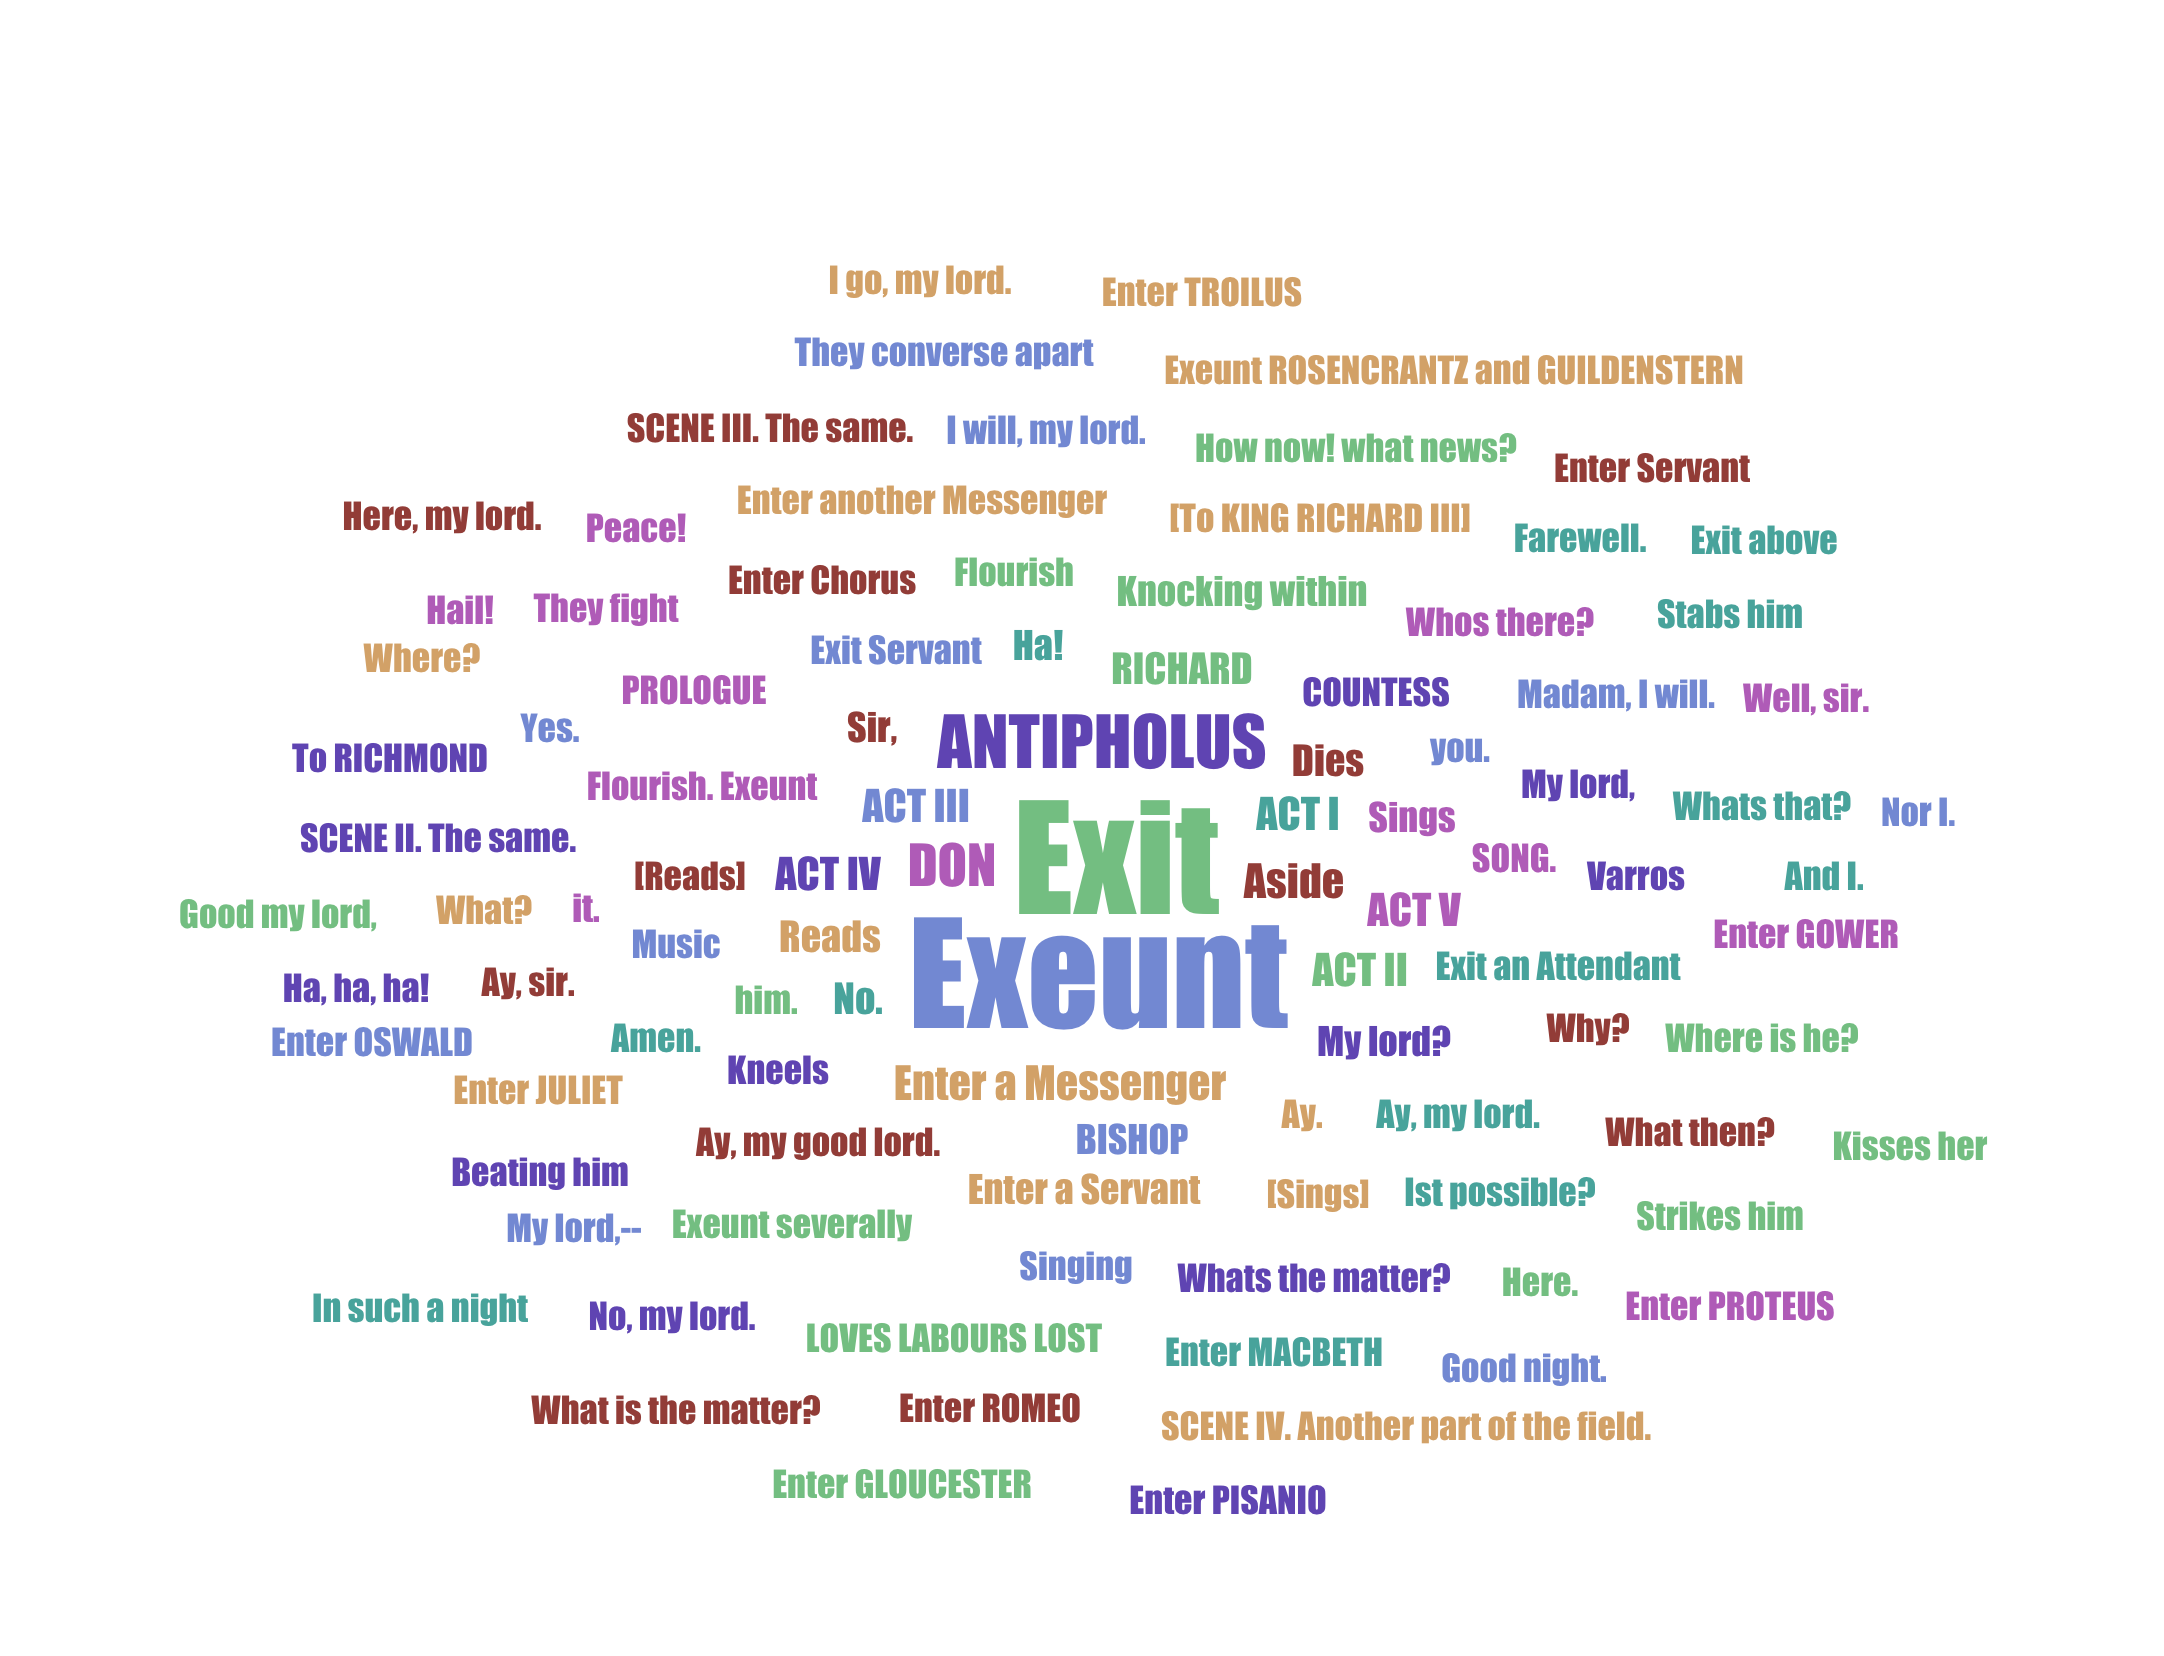 I go, my lord.
Enter TROILUS
They converse apart
Exeunt ROSENCRANTZ and GUILDENSTERN
SCENE III. The same.
I will, my lord.
How now! what news?
Enter Servant
Here, my lord.
Peace!
Enter another Messenger
[To KING RICHARD III]
Farewell.
Exit above
Enter Chorus
Flourish
Knocking within
Hail!
They fight
Whos there?
Stabs him
Where?
Exit Servant
Ha!
RICHARD
PROLOGUE
COUNTESS
Madam, I will.
Well, sir.
Yes.
Sir,
ANTIPHOLUS
To RICHMOND
Dies
you.
Flourish. Exeunt
My lord,
ACT III
ACT I
Sings
Whats that?
Nor I.
SCENE II. The same.
Exit
[Reads]
ACT IV
DON
Aside
SONG.
Varros
And I.
Good my lord,
What?
it.
ACT V
Music
Reads
Enter GOWER
Exeunt
ACT II
Exit an Attendant
Ha, ha, ha!
Ay, sir.
him.
No.
Enter OSWALD
Amen.
My lord?
Why?
Where is he?
Kneels
Enter JULIET
Enter a Messenger
Ay.
Ay, my lord.
Ay, my good lord.
BISHOP
What then?
Kisses her
Beating him
Enter a Servant
[Sings]
Ist possible?
My lord,--
Exeunt severally
Strikes him
Singing
Whats the matter?
Here.
In such a night
No, my lord.
Enter PROTEUS
LOVES LABOURS LOST
Enter MACBETH
Good night.
What is the matter?
Enter ROMEO
SCENE IV. Another part of the field.
Enter GLOUCESTER
Enter PISANIO